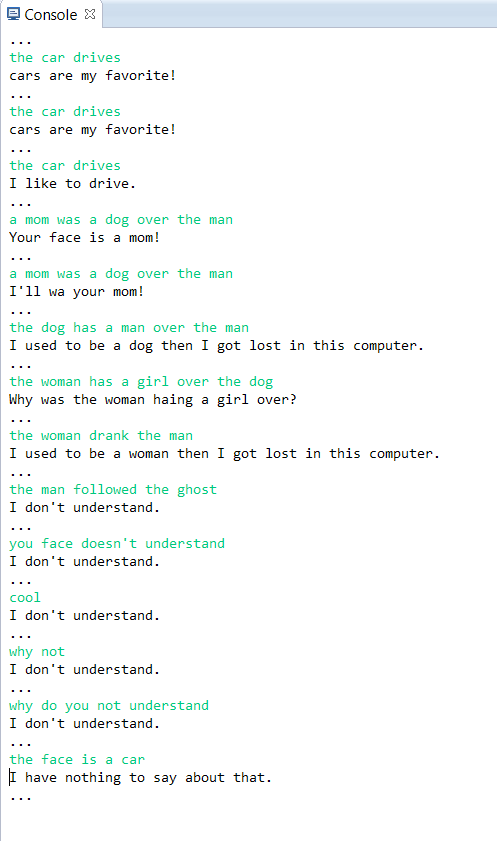 Console
...
the car drives
cars are my favorite!
...
the car drives
cars are my favorite!
...
the car drives
I like to drive.
...
a mom was a dog over the man
Your face is a mom!
...
a mom was a dog over the man
I'll wa your mom!
...
the dog has a man over the man
I used to be a dog then I got lost in this computer.
...
the woman has a girl over the dog
Why was the woman haing a girl over?
...
the woman drank the man
I used to be a woman then I got lost in this computer.
...
the man followed the ghost
I don't understand.
...
you face doesn't understand
I don't understand.
...
cool
I don't understand.
...
why not
I don't understand.
...
why do you not understand
I don't understand.
...
the face is a car
I have nothing to say about that.
...